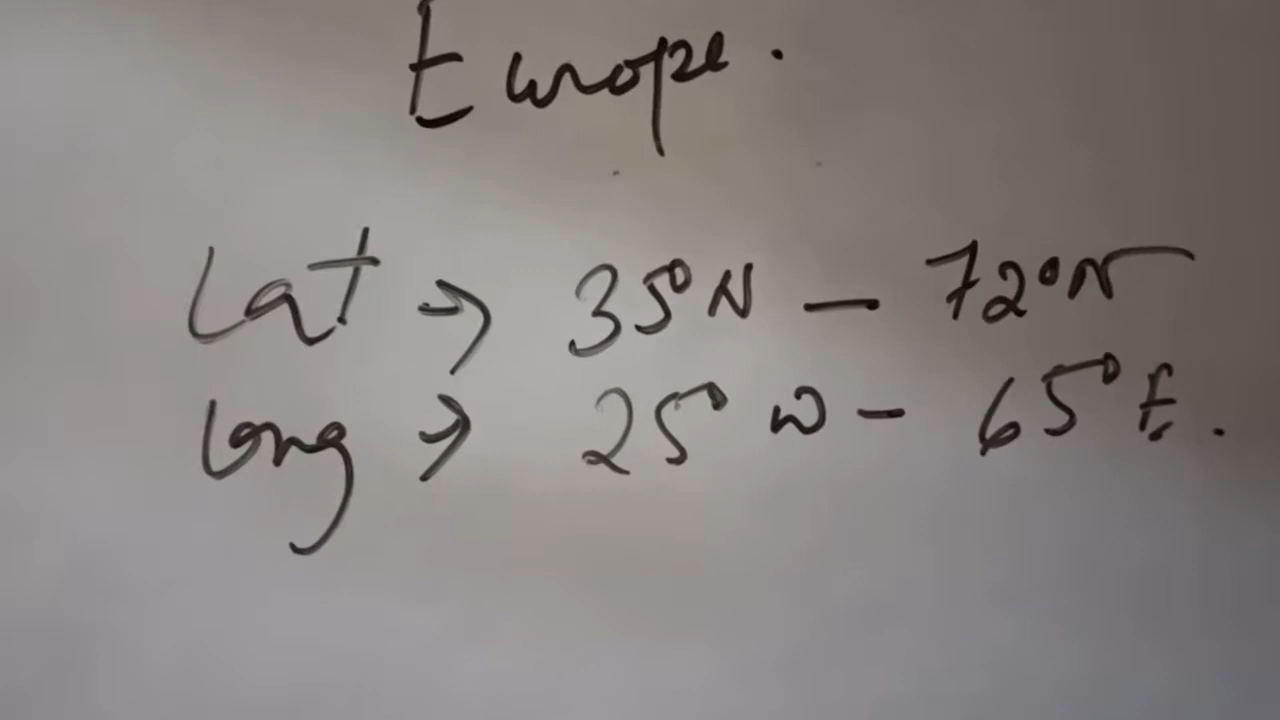 Europe.
Lat → 35°N – 72°N
Long → 25° W – 65° E.